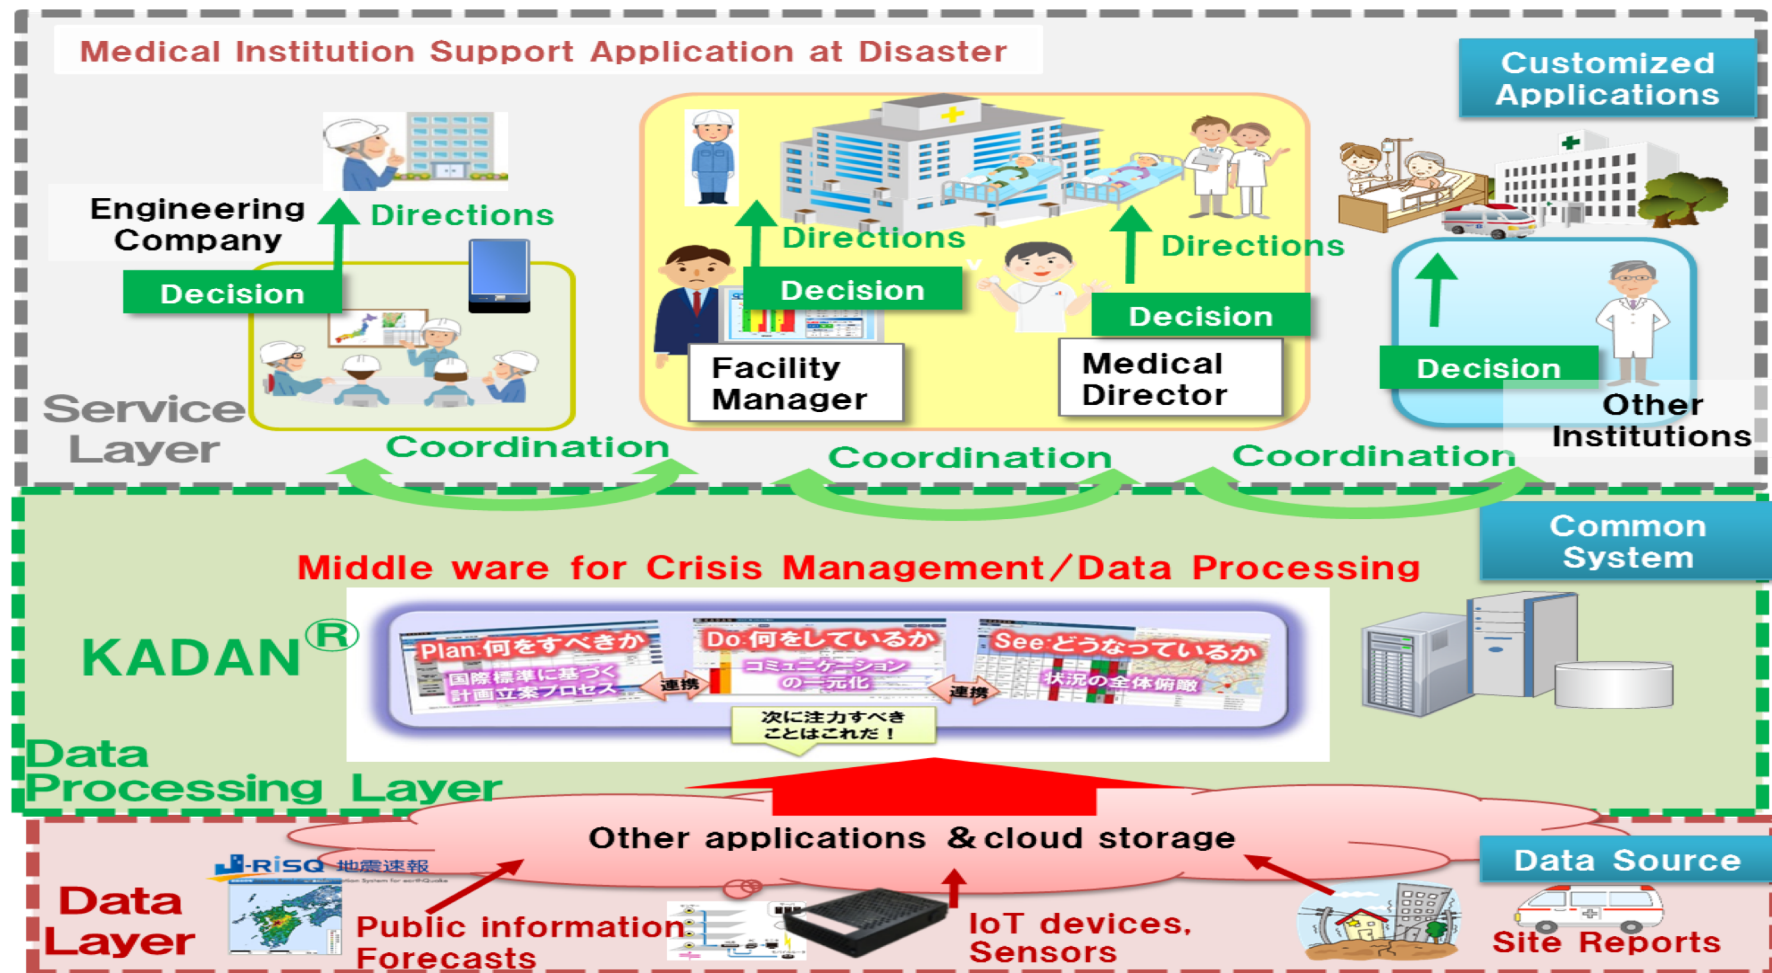 Medical Institution Support Application at Disaster
Customized
Applications
Engineering
Company
Directions
Decision
Directions
Decision
Facility
Manager
Directions
Decision
Medical
Director
Decision
Other
Institutions
Service
Layer
Coordination
Coordination
Coordination
Common
System
Middle ware for Crisis Management/Data Processing
KADAN®
Plan:何をすべきか
国際標準に基づく
計画立案プロセス
連携
Do:何をしているか
コミュニケーション
の一元化
連携
See:どうなっているか
状況の全体俯瞰
次に注力すべき
ことはこれだ！
Data
Processing Layer
Other applications ＆cloud storage
Data Source
J-RISQ 地震速報
Data
Layer
Public information
Forecasts
IoT devices,
Sensors
Site Reports